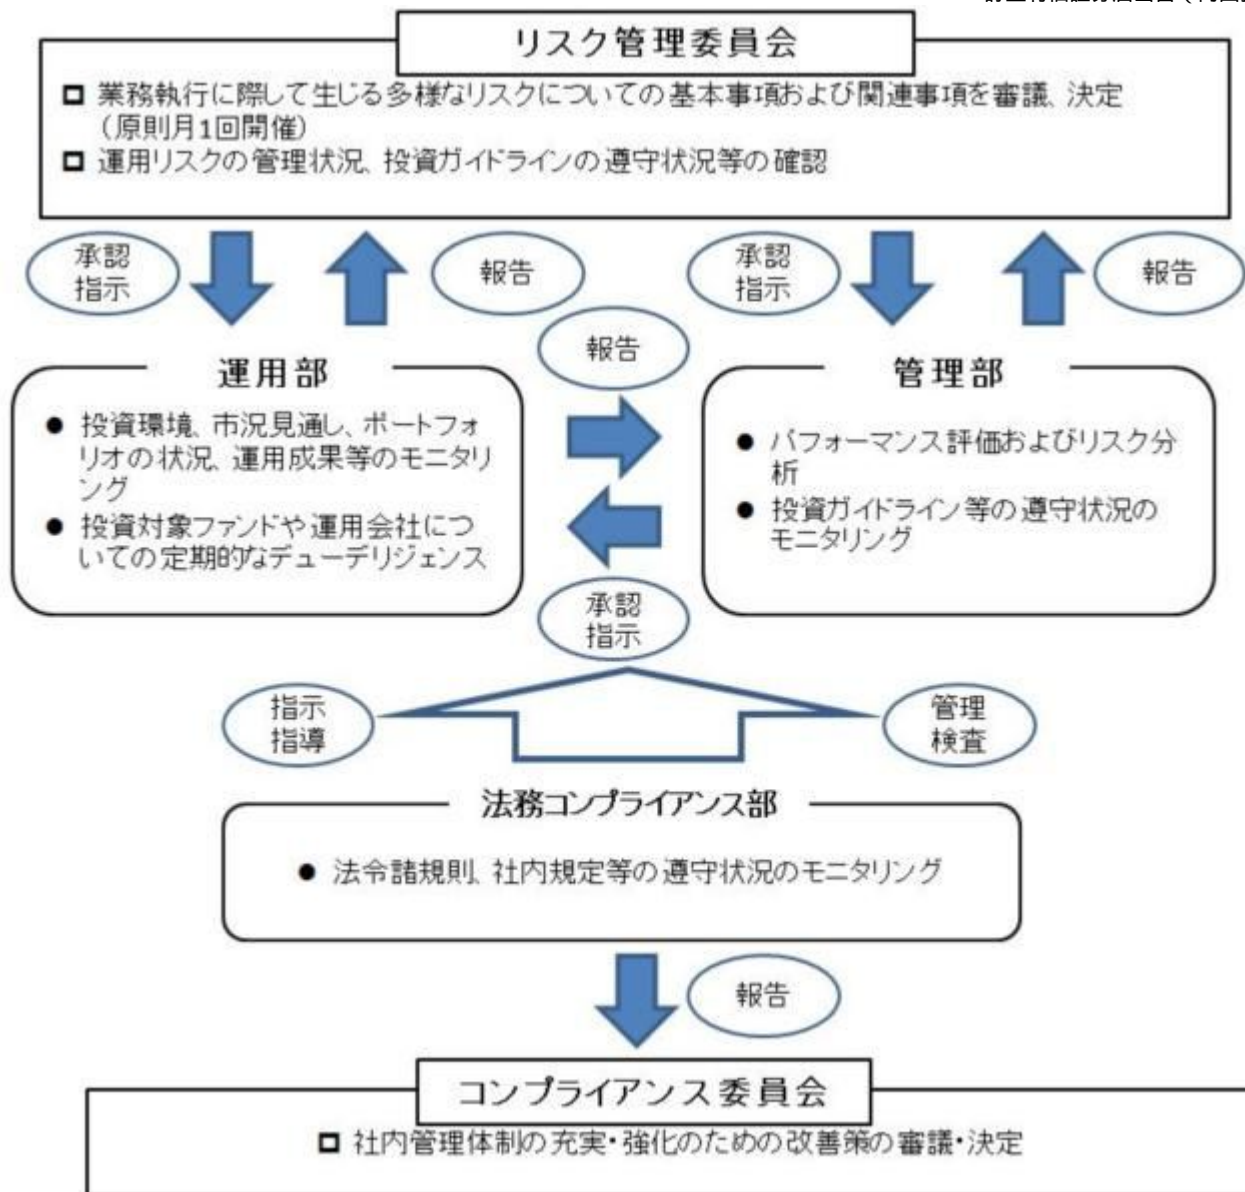 リスク管理委員会
業務執行に際して生じる多様なリスクについての基本事項および関連事項を審議、決定
（原則月1回開催）
運用リスクの管理状況、投資ガイドラインの遵守状況等の確認
承認
指示
報告
承認
指示
報告
報告
運用部
投資環境、市況見通し、ポートフォ
リオの状況、運用成果等のモニタリ
ング
投資対象ファンドや運用会社につ
いての定期的なデューデリジェンス
管理部
パフォーマンス評価およびリスク分
析
投資ガイドライン等の遵守状況の
モニタリング
承認
指示
指示
指導
管理
検査
法務コンプライアンス部
法令諸規則、社内規定等の遵守状況のモニタリング
報告
コンプライアンス委員会
社内管理体制の充実・強化のための改善策の審議・決定